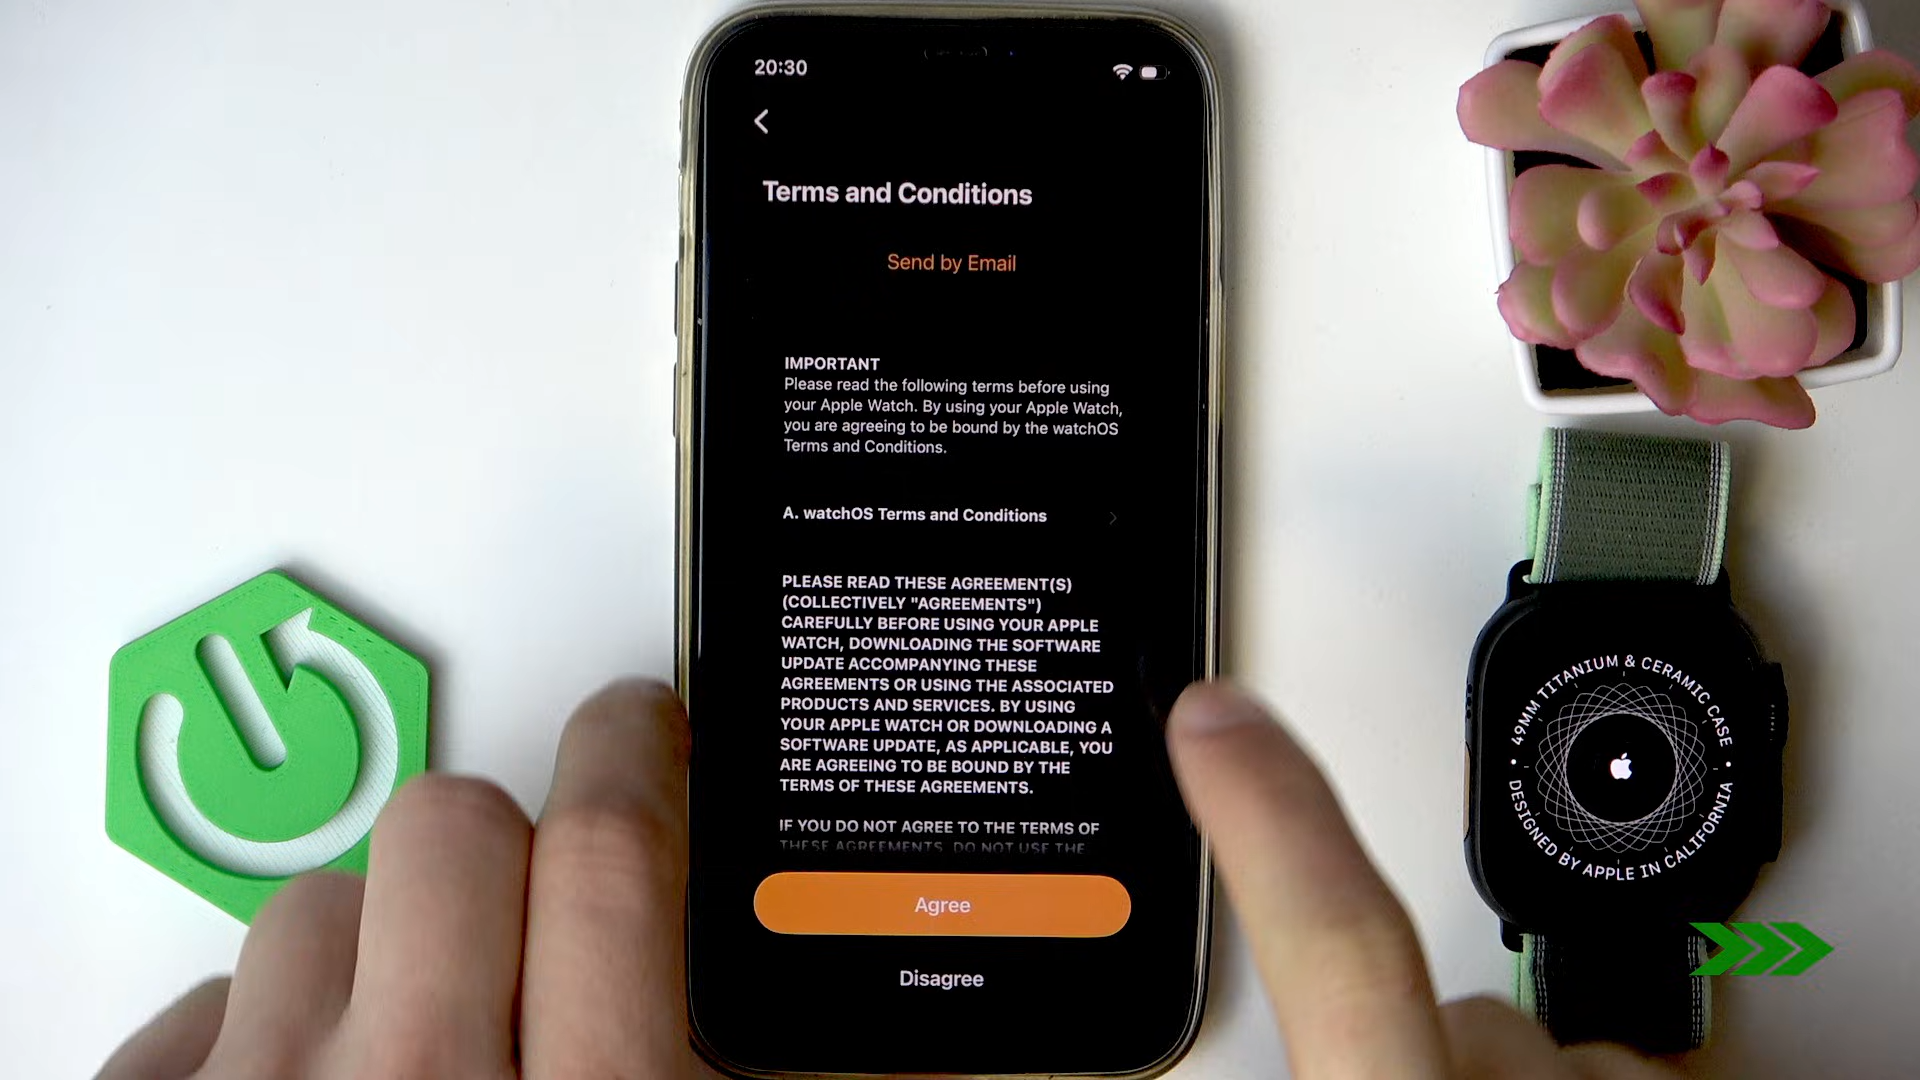 20:30
Terms and Conditions
Send by Email
IMPORTANT
Please read the following terms before using
your Apple Watch. By using your Apple Watch,
you are agreeing to be bound by the watchOS
Terms and Conditions.
A. watchOS Terms and Conditions
PLEASE READ THESE AGREEMENT(S)
(COLLECTIVELY "AGREEMENTS")
CAREFULLY BEFORE USING YOUR APPLE
WATCH, DOWNLOADING THE SOFTWARE
UPDATE ACCOMPANYING THESE
AGREEMENTS OR USING THE ASSOCIATED
PRODUCTS AND SERVICES. BY USING
YOUR APPLE WATCH OR DOWNLOADING A
SOFTWARE UPDATE, AS APPLICABLE, YOU
ARE AGREEING TO BE BOUND BY THE
TERMS OF THESE AGREEMENTS.
IF YOU DO NOT AGREE TO THE TERMS OF
THESE AGREEMENTS, DO NOT USE THE
Agree
Disagree
49MM TITANIUM & CERAMIC CASE
DESIGNED BY APPLE IN CALIFORNIA